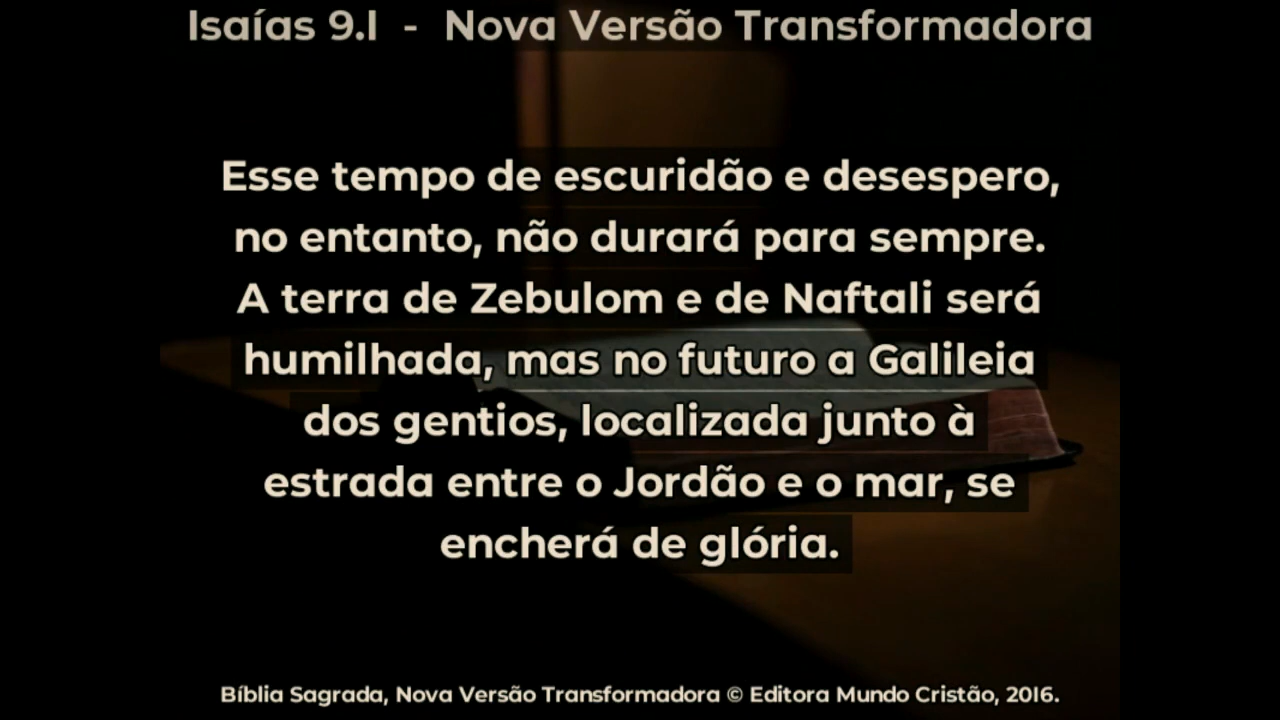 Isaías 9.1 - Nova Versão Transformadora
Esse tempo de escuridão e desespero,
no entanto, não durará para sempre.
A terra de Zebulom e de Naftali será
humilhada, mas no futuro a Galileia
dos gentios, localizada junto à
estrada entre o Jordão e o mar, se
encherá de glória.
Bíblia Sagrada, Nova Versão Transformadora © Editora Mundo Cristão, 2016.